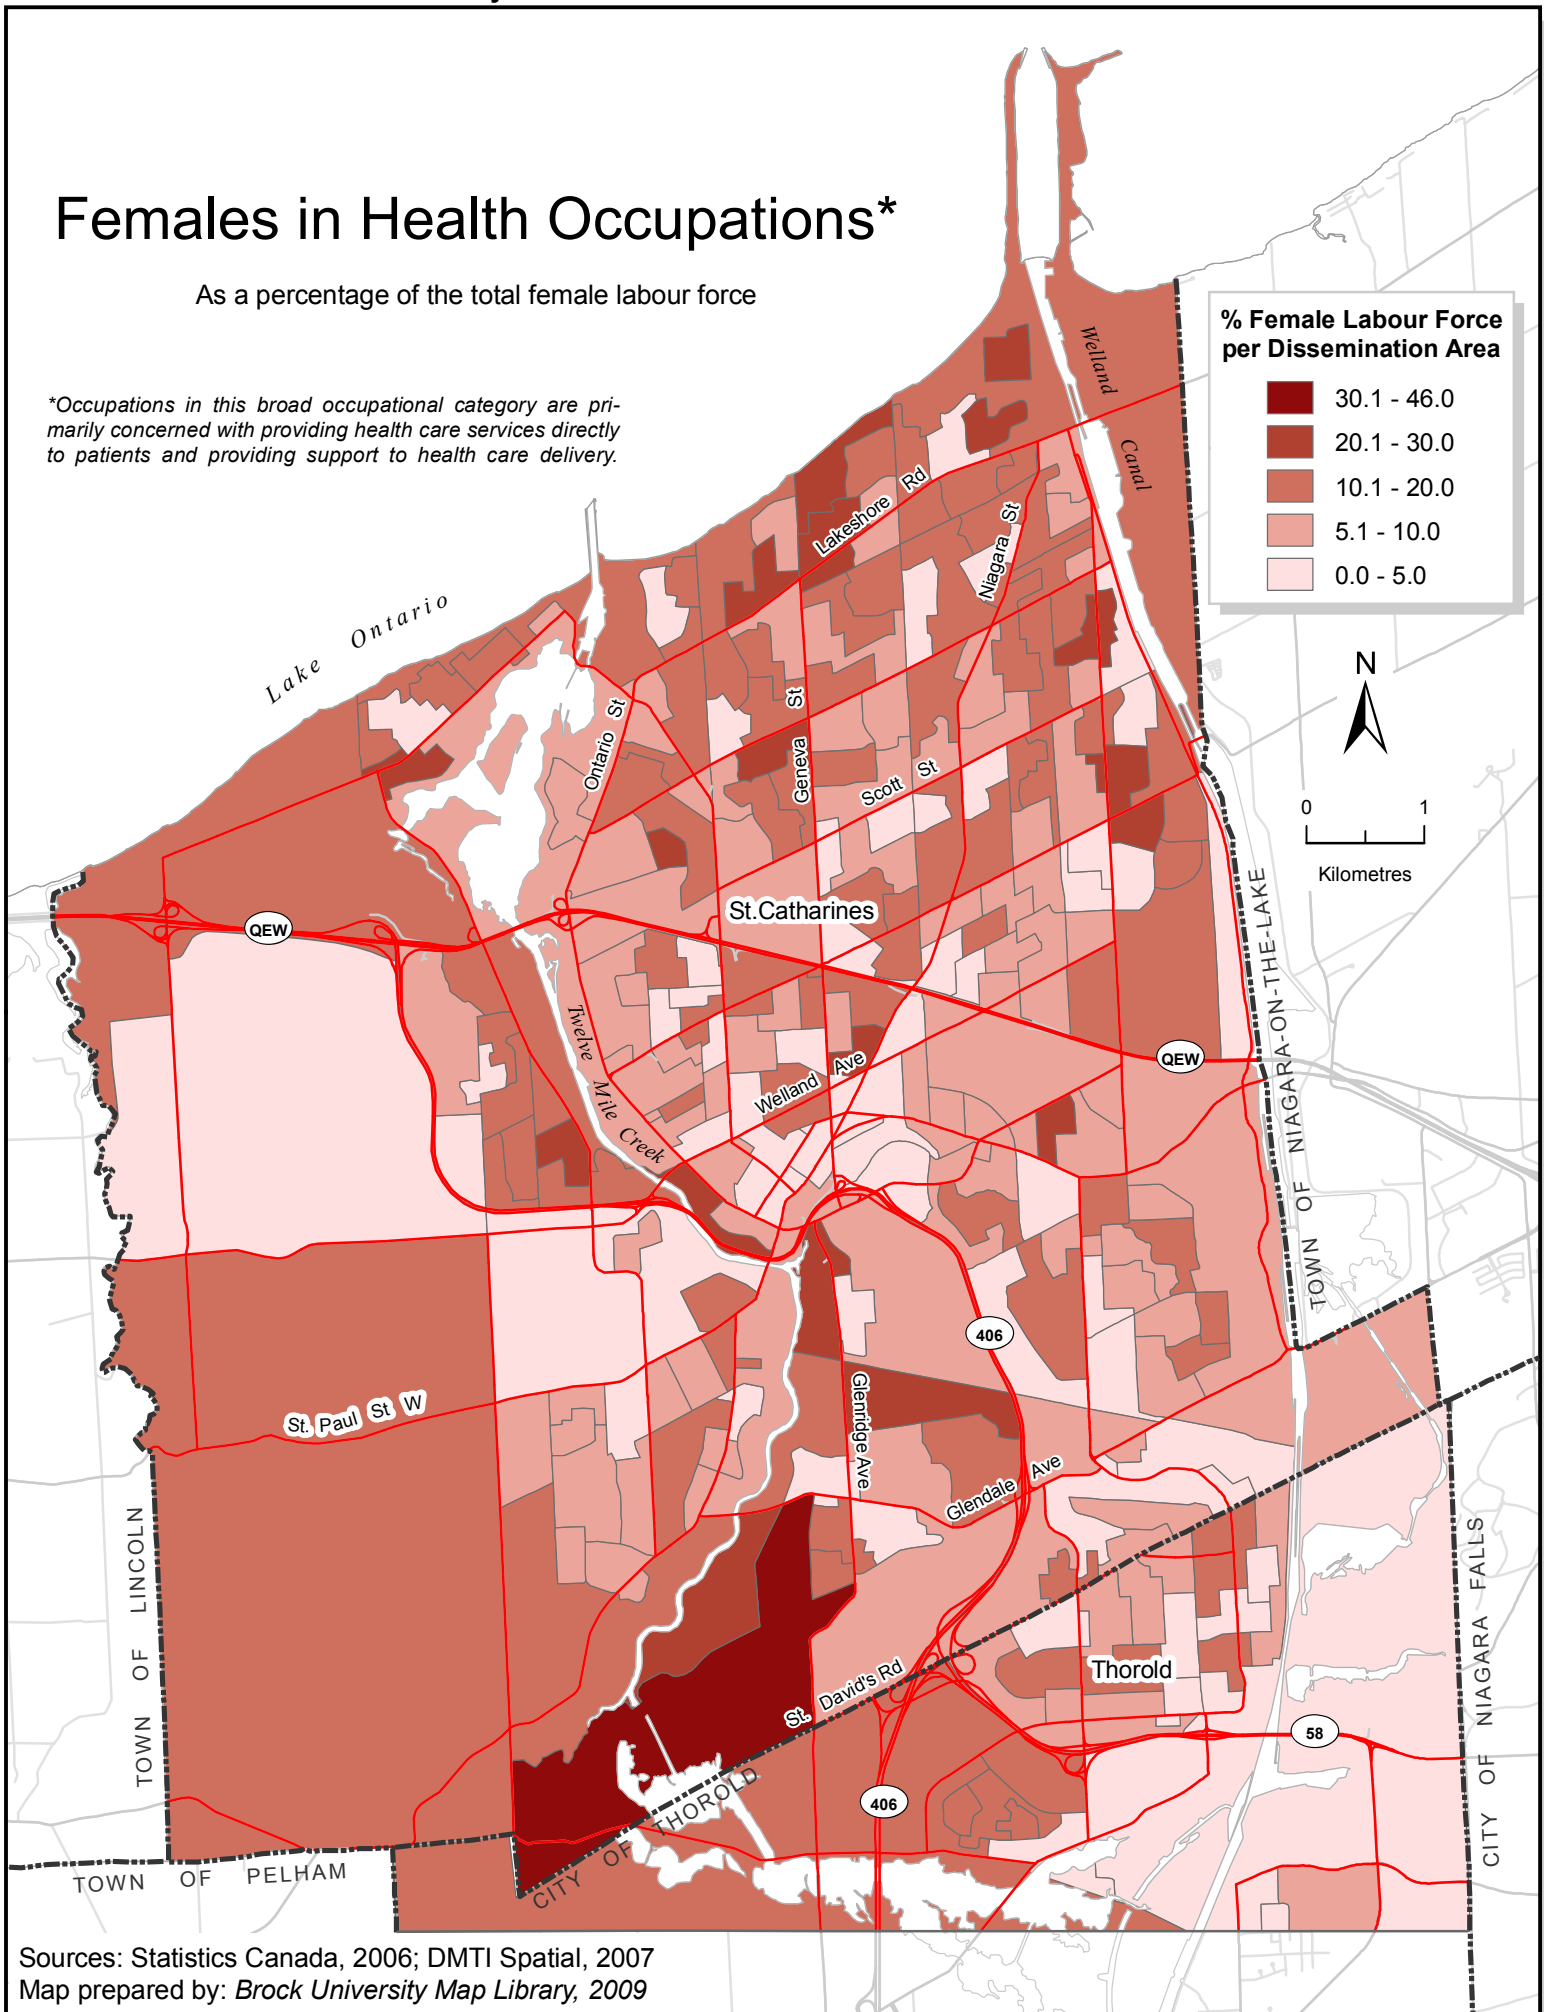 Females in Health Occupations*
As a percentage of the total female labour force
*Occupations in this broad occupational category are pri-
marily concerned with providing health care services directly
to patients and providing support to health care delivery.
% Female Labour Force
per Dissemination Area
30.1 - 46.0
20.1 - 30.0
10.1 - 20.0
5.1 - 10.0
0.0 - 5.0
N
0 1
Kilometres
Lake Ontario
Welland Canal
Lakeshore Rd
Niagara St
Ontario St
Geneva St
Scott St
St.Catharines
QEW
QEW
Twelve Mile Creek
Welland Ave
TOWN OF NIAGARA-ON-THE-LAKE
406
St. Paul St W
Glenridge Ave
Glendale Ave
TOWN OF LINCOLN
St. David's Rd
Thorold
58
406
CITY OF THOROLD
CITY OF NIAGARA FALLS
TOWN OF PELHAM
Sources: Statistics Canada, 2006; DMTI Spatial, 2007
Map prepared by: Brock University Map Library, 2009